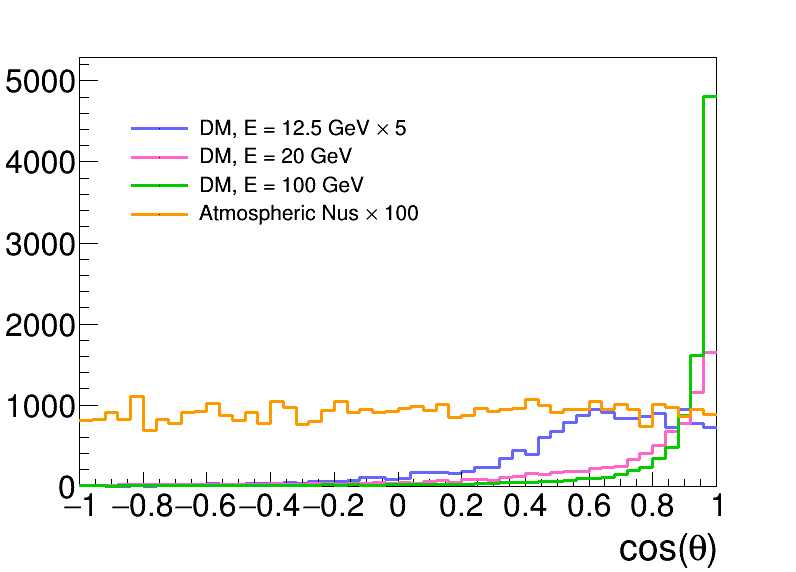 5000
4000
3000
2000
1000
0
DM, E = 12.5 GeV × 5
DM, E = 20 GeV
DM, E = 100 GeV
Atmospheric Nus × 100
−1 −0.8 −0.6 −0.4 −0.2 0 0.2 0.4 0.6 0.8 1
cos(θ)